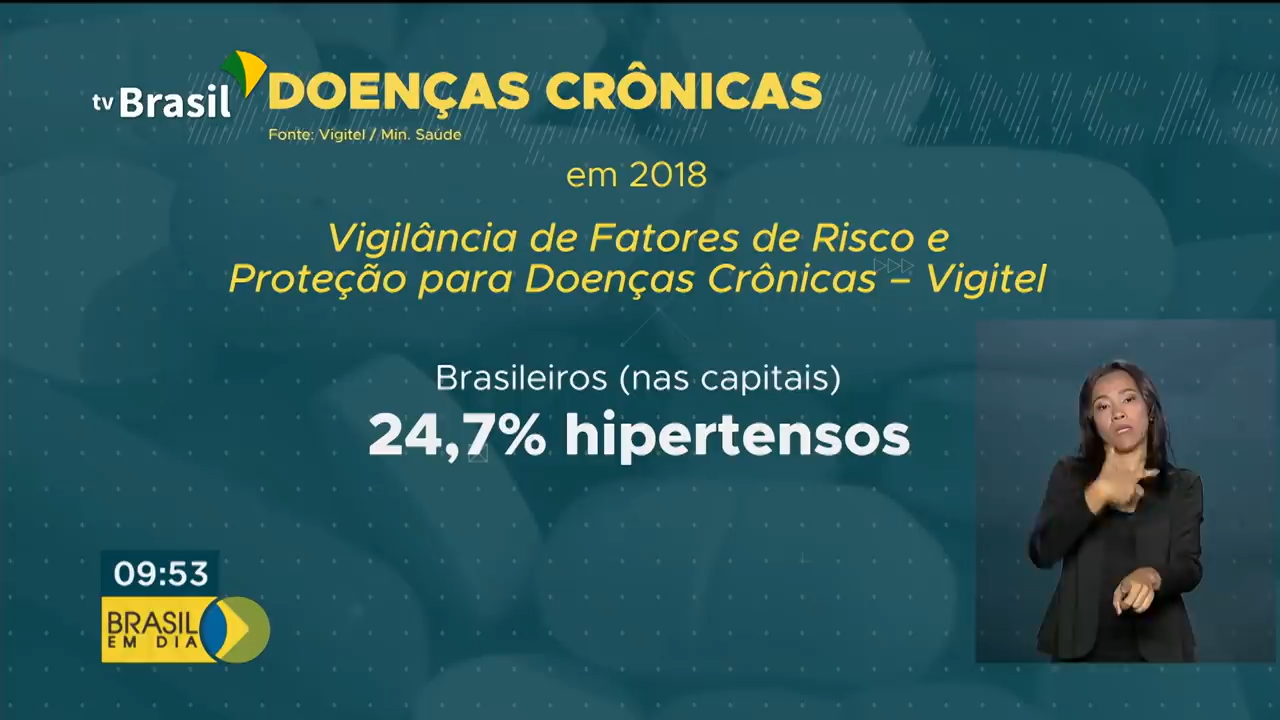 tv Brasil
DOENÇAS CRÔNICAS
Fonte: Vigitel / Min. Saúde
em 2018
Vigilância de Fatores de Risco e
Proteção para Doenças Crônicas – Vigitel
Brasileiros (nas capitais)
24,7% hipertensos
09:53
BRASIL
EM DIA